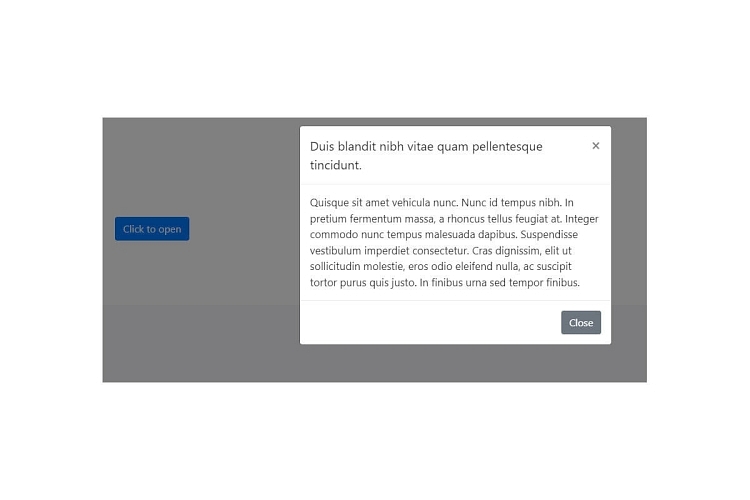 Duis blandit nibh vitae quam pellentesque
tincidunt.
×
Click to open
Quisque sit amet vehicula nunc. Nunc id tempus nibh. In
pretium fermentum massa, a rhoncus tellus feugiat at. Integer
commodo nunc tempus malesuada dapibus. Suspendisse
vestibulum imperdiet consectetur. Cras dignissim, elit ut
sollicitudin molestie, eros odio eleifend nulla, ac suscipit
tortor purus quis justo. In finibus urna sed tempor finibus.
Close